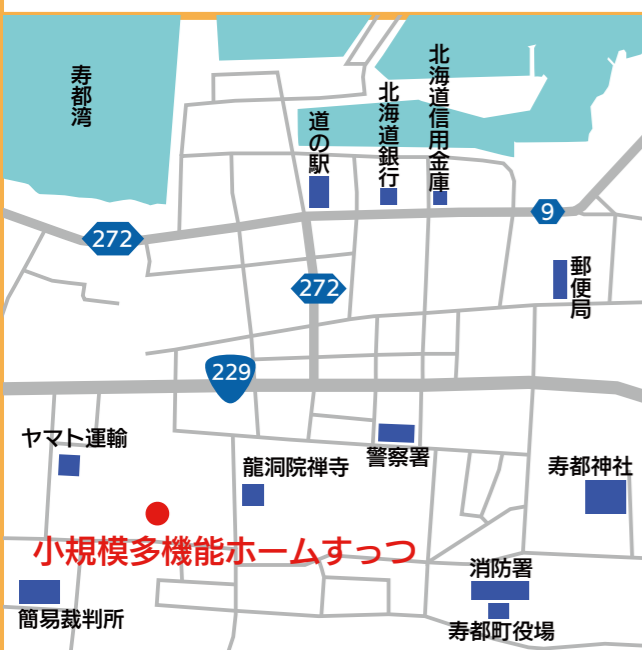 寿都湾
道の駅
北海道銀行
北海道信用金庫
272
9
272
郵便局
229
ヤマト運輸
龍洞院禅寺
警察署
寿都神社
小規模多機能ホームすっつ
簡易裁判所
消防署
寿都町役場